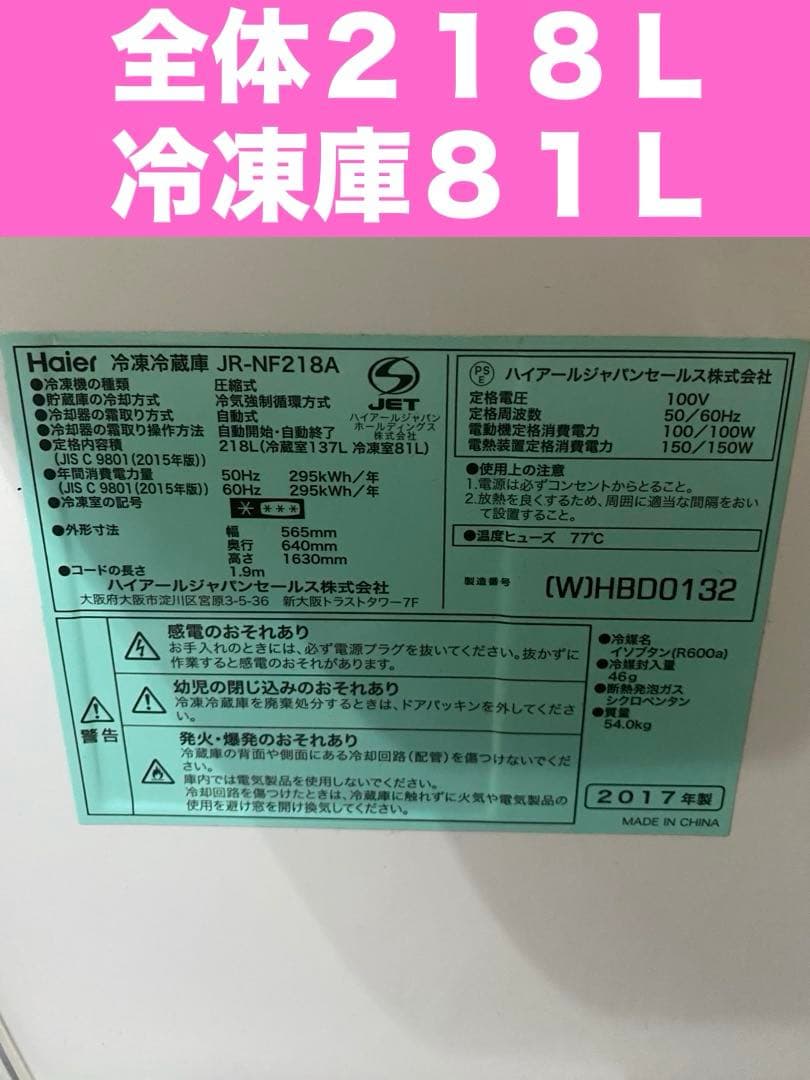 全体２１８Ｌ
冷凍庫８１Ｌ
Haier 冷凍冷蔵庫 JR-NF218A
●冷凍機の種類 圧縮式
●貯蔵庫の冷却方式 冷気強制循環方式
●冷却器の霜取り方式 自動式
●冷却器の霜取り操作方法 自動開始・自動終了
●定格内容積 218L(冷蔵室137L 冷凍室81L)
(JIS C 9801(2015年版))
●年間消費電力量 50Hz 295kWh/年
(JIS C 9801(2015年版)) 60Hz 295kWh/年
●冷凍室の記号 * ***
●外形寸法 幅 565mm
奥行 640mm
高さ 1630mm
●コードの長さ 1.9m
ハイアールジャパンセールス株式会社
大阪府大阪市淀川区宮原3-5-36 新大阪トラストタワー7F
JET
ハイアールジャパン
ホールディングス
株式会社
PS
E
ハイアールジャパンセールス株式会社
定格電圧 100V
定格周波数 50/60Hz
電動機定格消費電力 100/100W
電熱装置定格消費電力 150/150W
●使用上の注意
1.電源は必ずコンセントからとること。
2.放熱を良くするため、周囲に適当な間隔をおい
て設置すること。
●温度ヒューズ 77℃
製造番号 (W)HBD0132
警告
感電のおそれあり
お手入れのときには、必ず電源プラグを抜いてください。抜かずに
作業すると感電のおそれがあります。
幼児の閉じ込めのおそれあり
冷凍冷蔵庫を廃棄処分するときは、ドアパッキンを外してくださ
い。
発火・爆発のおそれあり
冷蔵庫の背面や側面にある冷却回路(配管)を傷つけないでくだ
さい。
庫内では電気製品を使用しないでください。
冷却回路を傷つけたときは、冷蔵庫に触れずに火気や電気製品の
使用を避け窓を開け換気してください。
●冷媒名
イソブタン(R600a)
●冷媒封入量
46g
●断熱発泡ガス
シクロペンタン
●質量
54.0kg
2017年製
MADE IN CHINA